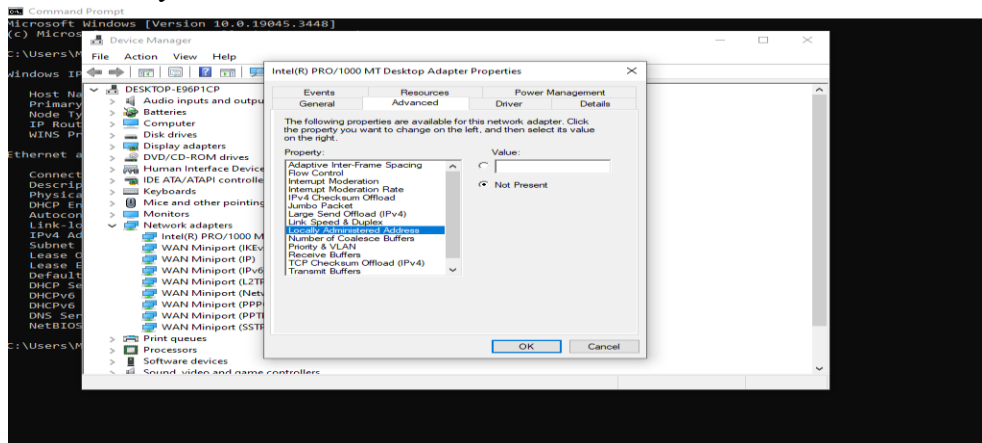 Command Prompt
Microsoft Windows [Version 10.0.19045.3448]
(c) Micros
C:\Users\M
Windows IP
Host Na
Primary
Node Ty
IP Rout
WINS Pr
Ethernet a
Connect
Descrip
Physica
DHCP En
Autocon
Link-lo
IPv4 Ad
Subnet
Lease O
Lease E
Default
DHCP Se
DHCPv6
DHCPv6
DNS Ser
NetBIOS
C:\Users\M
Device Manager
File Action View Help
DESKTOP-E96P1CP
Audio inputs and outpu
Batteries
Computer
Disk drives
Display adapters
DVD/CD-ROM drives
Human Interface Device
IDE ATA/ATAPI controlle
Keyboards
Mice and other pointing
Monitors
Network adapters
Intel(R) PRO/1000 M
WAN Miniport (IKEv
WAN Miniport (IP)
WAN Miniport (IPv6
WAN Miniport (L2TP
WAN Miniport (Netv
WAN Miniport (PPP
WAN Miniport (PPTI
WAN Miniport (SSTP
Print queues
Processors
Software devices
Sound, video and game controllers
Intel(R) PRO/1000 MT Desktop Adapter Properties
Events Resources Power Management
General Advanced Driver Details
The following properties are available for this network adapter. Click
the property you want to change on the left, and then select its value
on the right.
Property:
Adaptive Inter-Frame Spacing
Flow Control
Interrupt Moderation
Interrupt Moderation Rate
IPv4 Checksum Offload
Jumbo Packet
Large Send Offload (IPv4)
Link Speed & Duplex
Locally Administered Address
Number of Coalesce Buffers
Priority & VLAN
Receive Buffers
TCP Checksum Offload (IPv4)
Transmit Buffers
Value:
Not Present
OK Cancel